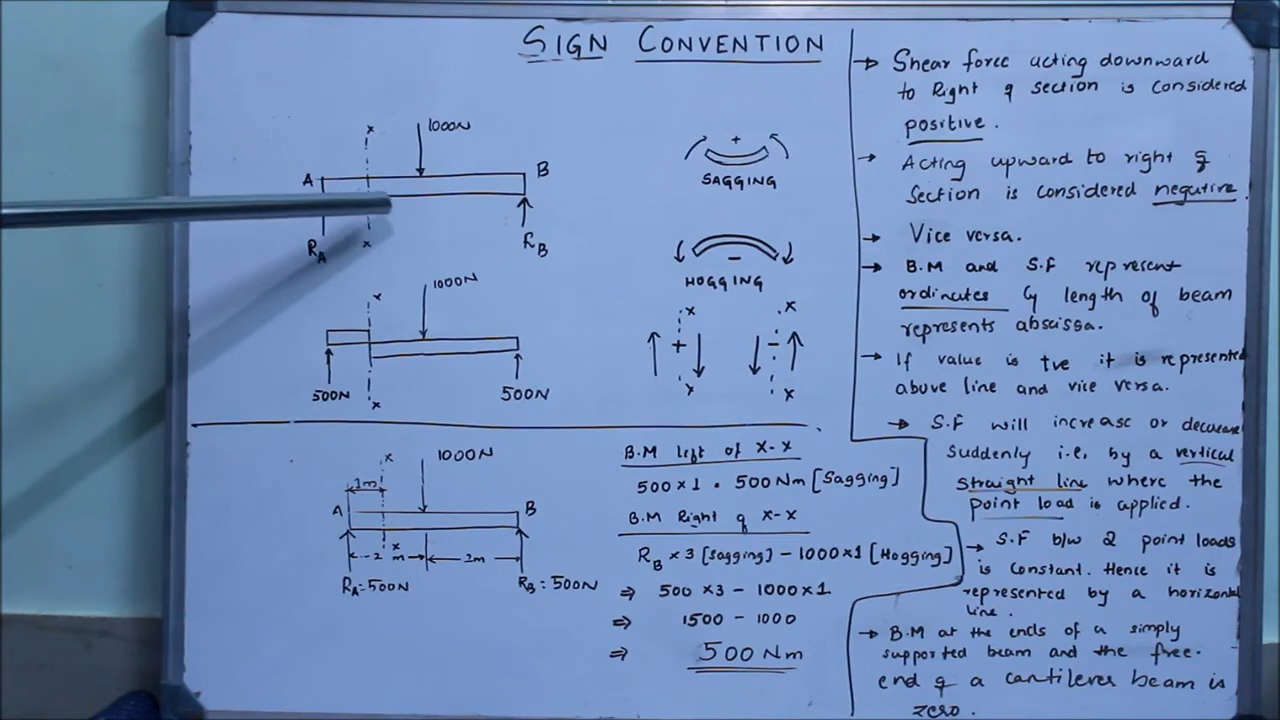 SIGN CONVENTION
x
1000N
A
B
RA
x
RB
+
SAGGING
-
HOGGING
x
1000N
500N
500N
x
x
x
+
-
x
x
1000N
x
1m
A
B
2 m
x
2m
RA=500N
RB = 500N
B.M left of x-x
500 x 1 = 500 Nm [Sagging]
B.M Right of x-x
RB x 3 [Sagging] - 1000 x 1 [Hogging]
⇒ 500 x 3 - 1000 x 1
⇒ 1500 - 1000
⇒ 500 Nm
→ Shear force acting downward
to Right of section is considered
positive.
→ Acting upward to right of
Section is considered negative.
→ Vice versa.
→ B.M and S.F represent
ordinates & length of beam
represents abscissa.
→ If value is +ve it is represented
above line and vice versa.
→ S.F will increase or decrease
Suddenly i.e. by a vertical
straight line where the
point load is applied.
→ S.F b/w 2 point loads
is constant. Hence it is
represented by a horizontal
line.
→ B.M at the ends of a simply
supported beam and the free
end of a cantilever beam is
zero.